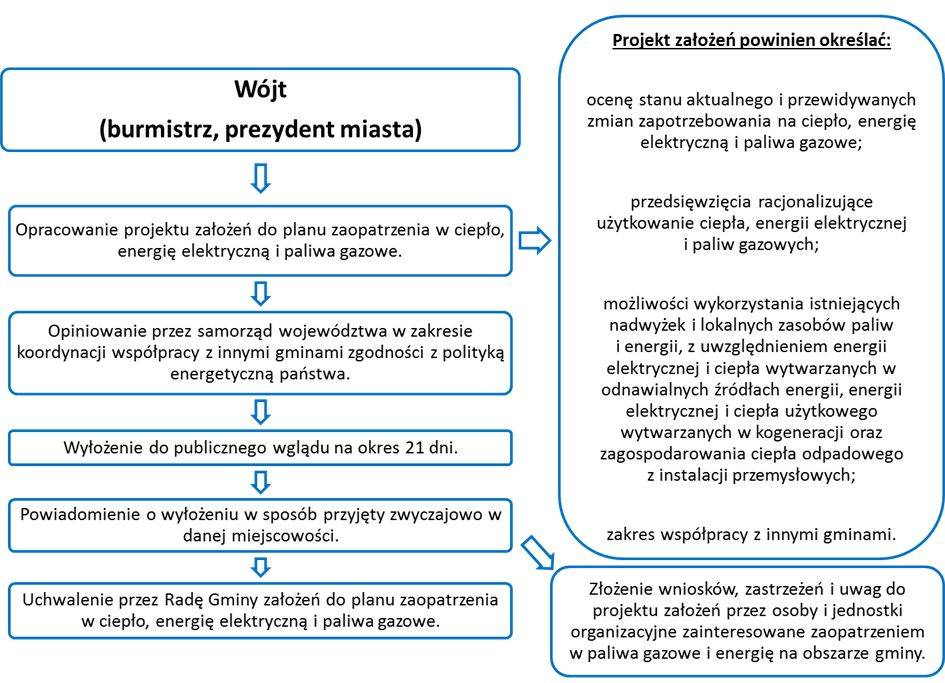 Wójt
(burmistrz, prezydent miasta)
Opracowanie projektu założeń do planu zaopatrzenia w ciepło,
energię elektryczną i paliwa gazowe.
Opiniowanie przez samorząd województwa w zakresie
koordynacji współpracy z innymi gminami zgodności z polityką
energetyczną państwa.
Wyłożenie do publicznego wglądu na okres 21 dni.
Powiadomienie o wyłożeniu w sposób przyjęty zwyczajowo w
danej miejscowości.
Uchwalenie przez Radę Gminy założeń do planu zaopatrzenia
w ciepło, energię elektryczną i paliwa gazowe.
Projekt założeń powinien określać:
ocenę stanu aktualnego i przewidywanych
zmian zapotrzebowania na ciepło, energię
elektryczną i paliwa gazowe;
przedsięwzięcia racjonalizujące
użytkowanie ciepła, energii elektrycznej
i paliw gazowych;
możliwości wykorzystania istniejących
nadwyżek i lokalnych zasobów paliw
i energii, z uwzględnieniem energii
elektrycznej i ciepła wytwarzanych w
odnawialnych źródłach energii, energii
elektrycznej i ciepła użytkowego
wytwarzanych w kogeneracji oraz
zagospodarowania ciepła odpadowego
z instalacji przemysłowych;
zakres współpracy z innymi gminami.
Złożenie wniosków, zastrzeżeń i uwag do
projektu założeń przez osoby i jednostki
organizacyjne zainteresowane zaopatrzeniem
w paliwa gazowe i energię na obszarze gminy.